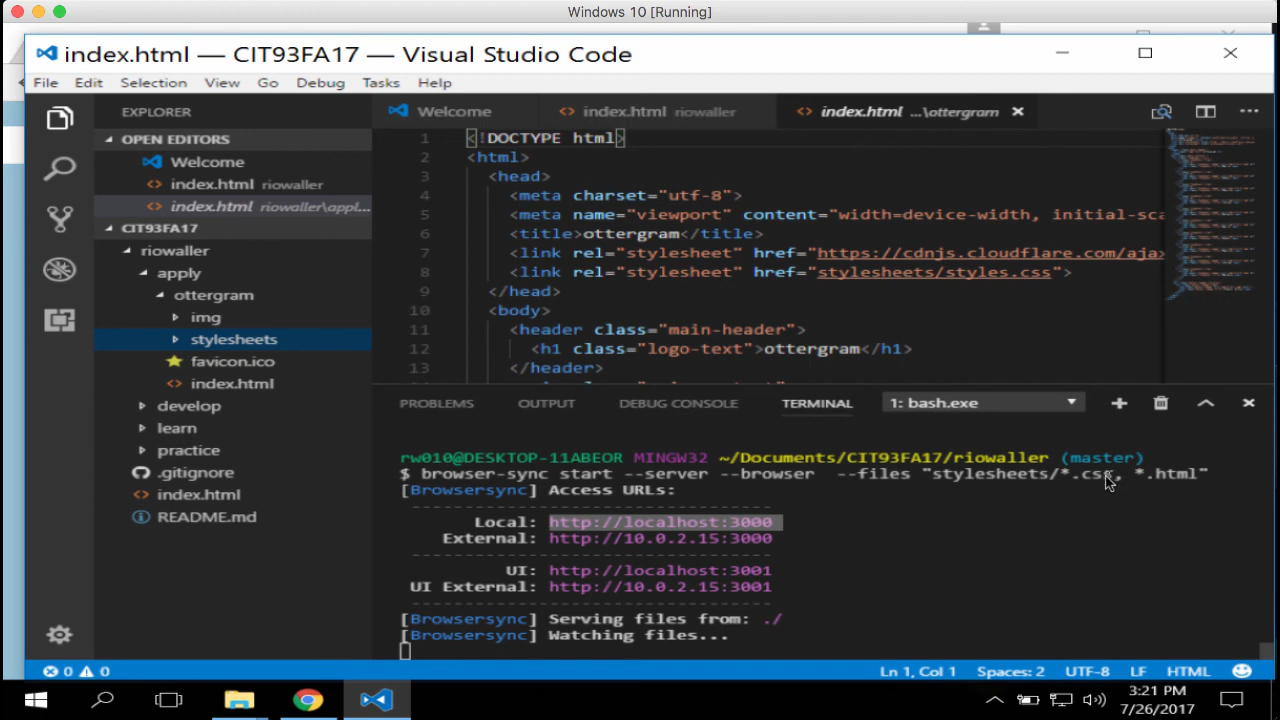 Windows 10 [Running]
index.html — CIT93FA17 — Visual Studio Code
File Edit Selection View Go Debug Tasks Help
EXPLORER
OPEN EDITORS
Welcome
index.html riowaller
index.html riowaller\appl...
CIT93FA17
riowaller
apply
ottergram
img
stylesheets
favicon.ico
index.html
develop
learn
practice
.gitignore
index.html
README.md
Welcome
index.html riowaller
index.html ...\ottergram
1 <!DOCTYPE html>
2 <html>
3 <head>
4 <meta charset="utf-8">
5 <meta name="viewport" content="width=device-width, initial-sca
6 <title>ottergram</title>
7 <link rel="stylesheet" href="https://cdnjs.cloudflare.com/ajax
8 <link rel="stylesheet" href="stylesheets/styles.css">
9 </head>
10 <body>
11 <header class="main-header">
12 <h1 class="logo-text">ottergram</h1>
13 </header>
PROBLEMS OUTPUT DEBUG CONSOLE TERMINAL 1: bash.exe
rw010@DESKTOP-11ABEOR MINGW32 ~/Documents/CIT93FA17/riowaller (master)
$ browser-sync start --server --browser --files "stylesheets/*.css, *.html"
[Browsersync] Access URLs:
--------------------------------------
Local: http://localhost:3000
External: http://10.0.2.15:3000
--------------------------------------
UI: http://localhost:3001
UI External: http://10.0.2.15:3001
--------------------------------------
[Browsersync] Serving files from: ./
[Browsersync] Watching files...
0 0 Ln 1, Col 1 Spaces: 2 UTF-8 LF HTML
3:21 PM
7/26/2017